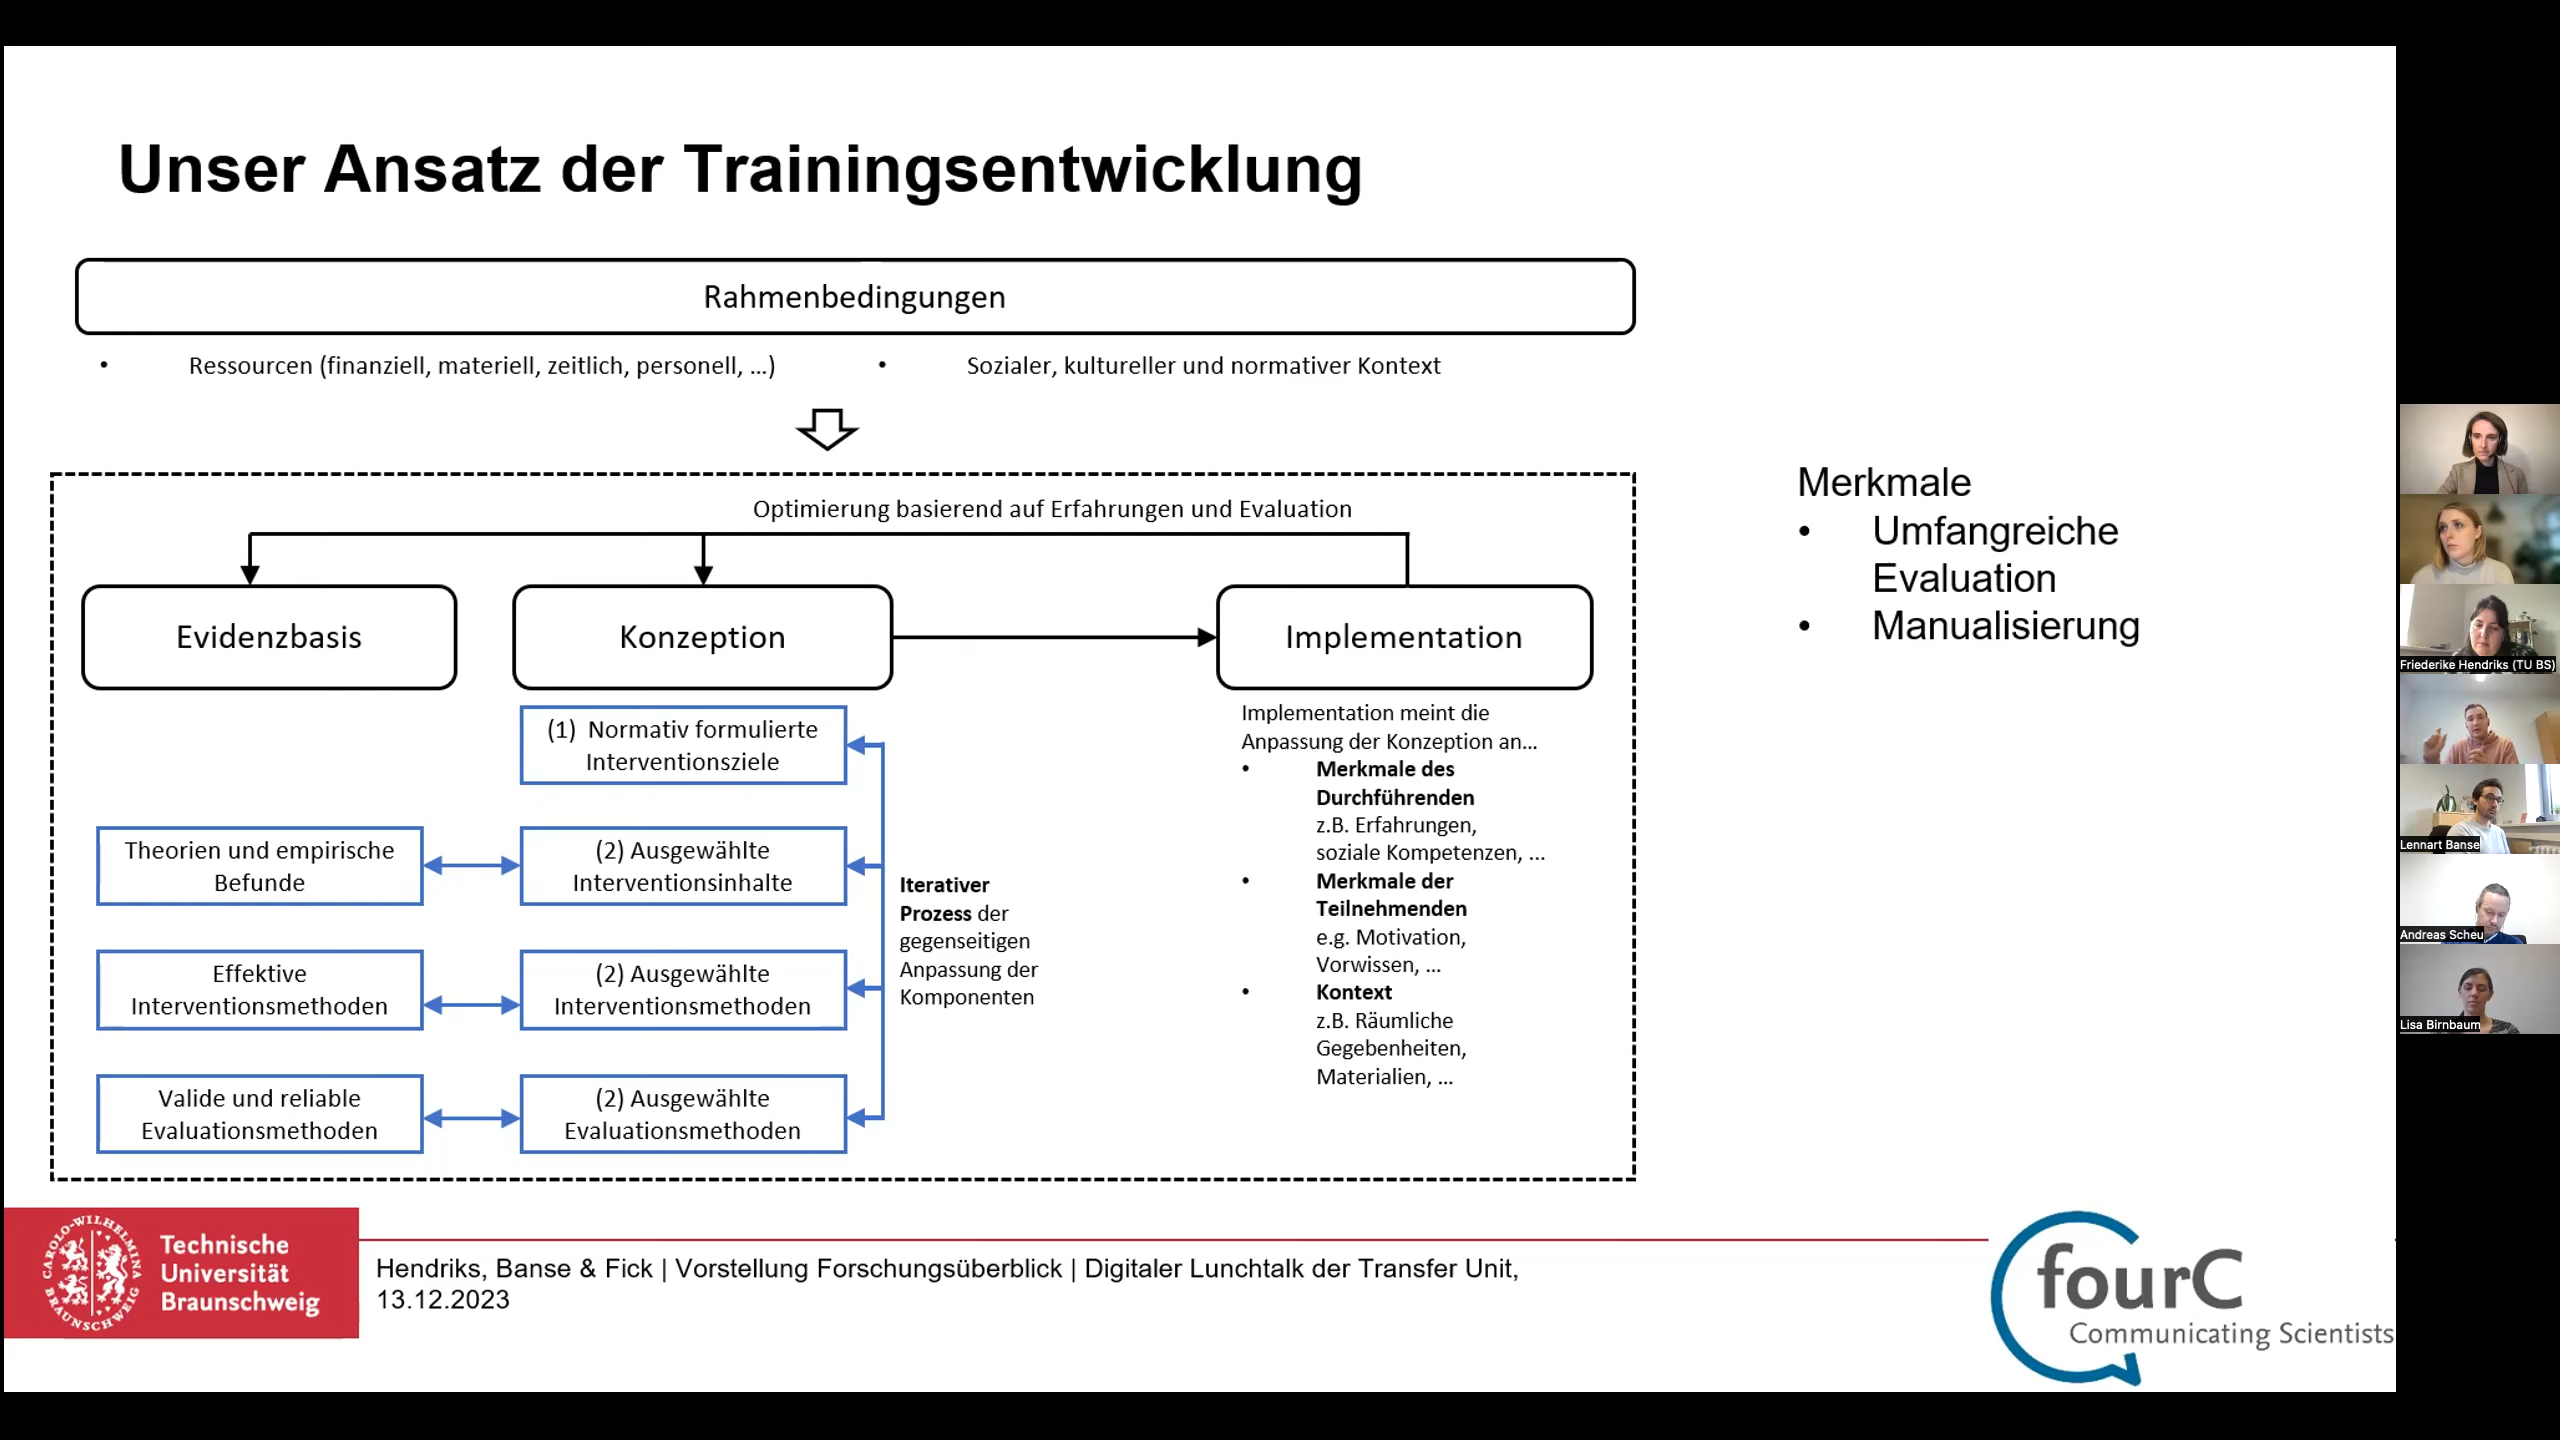 Unser Ansatz der Trainingsentwicklung
Rahmenbedingungen
• Ressourcen (finanziell, materiell, zeitlich, personell, ...)
• Sozialer, kultureller und normativer Kontext
Optimierung basierend auf Erfahrungen und Evaluation
Evidenzbasis
Konzeption
Implementation
(1) Normativ formulierte
Interventionsziele
Theorien und empirische
Befunde
(2) Ausgewählte
Interventionsinhalte
Effektive
Interventionsmethoden
(2) Ausgewählte
Interventionsmethoden
Valide und reliable
Evaluationsmethoden
(2) Ausgewählte
Evaluationsmethoden
Iterativer
Prozess der
gegenseitigen
Anpassung der
Komponenten
Implementation meint die
Anpassung der Konzeption an...
• Merkmale des
Durchführenden
z.B. Erfahrungen,
soziale Kompetenzen, ...
• Merkmale der
Teilnehmenden
e.g. Motivation,
Vorwissen, ...
• Kontext
z.B. Räumliche
Gegebenheiten,
Materialien, ...
Merkmale
• Umfangreiche
Evaluation
• Manualisierung
Friederike Hendriks (TU BS)
Lennart Banse
Andreas Scheu
Lisa Birnbaum
CAROLO-WILHELMINA
BRAUNSCHWEIG
Technische
Universität
Braunschweig
Hendriks, Banse & Fick | Vorstellung Forschungsüberblick | Digitaler Lunchtalk der Transfer Unit,
13.12.2023
fourC
Communicating Scientists